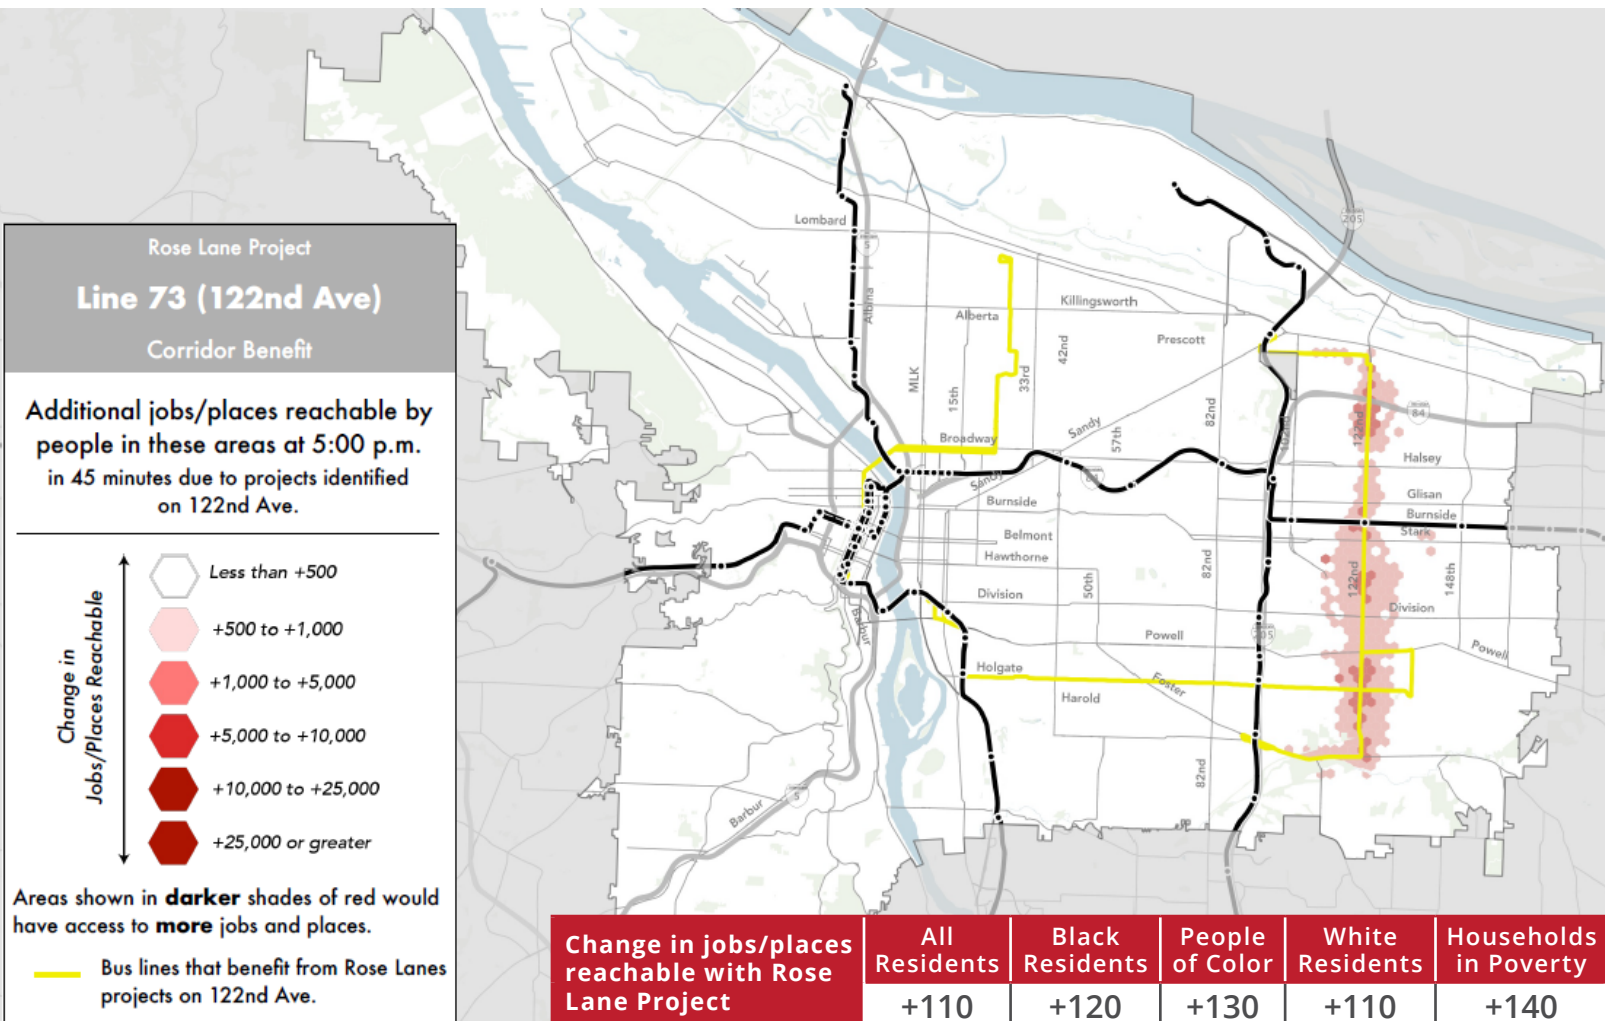 Rose Lane Project
Line 73 (122nd Ave)
Corridor Benefit
Additional jobs/places reachable by
people in these areas at 5:00 p.m.
in 45 minutes due to projects identified
on 122nd Ave.
Change in
Jobs/Places Reachable
Less than +500
+500 to +1,000
+1,000 to +5,000
+5,000 to +10,000
+10,000 to +25,000
+25,000 or greater
Areas shown in darker shades of red would
have access to more jobs and places.
Bus lines that benefit from Rose Lanes
projects on 122nd Ave.
Lombard
5
205
Albina
Alberta
Killingsworth
Prescott
42nd
33rd
MLK
15th
Broadway
Sandy
57th
82nd
102nd
122nd
84
Halsey
Sandy
84
Glisan
Burnside
Burnside
Stark
Belmont
Hawthorne
50th
82nd
122nd
148th
Division
Division
Barbur
Powell
205
Powell
Holgate
Foster
Harold
82nd
Barbur
5
Change in jobs/places
reachable with Rose
Lane Project
All
Residents
Black
Residents
People
of Color
White
Residents
Households
in Poverty
+110
+120
+130
+110
+140